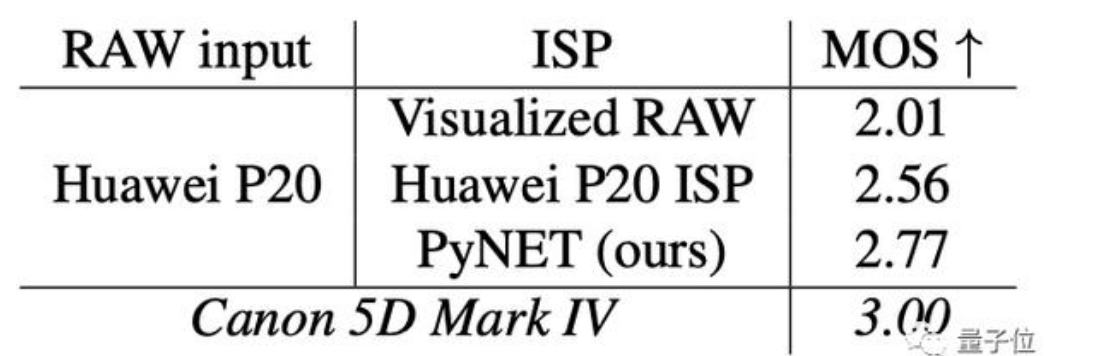 RAW input ISP MOS ↑
Visualized RAW 2.01
Huawei P20 Huawei P20 ISP 2.56
PyNET (ours) 2.77
Canon 5D Mark IV 3.00
量子位